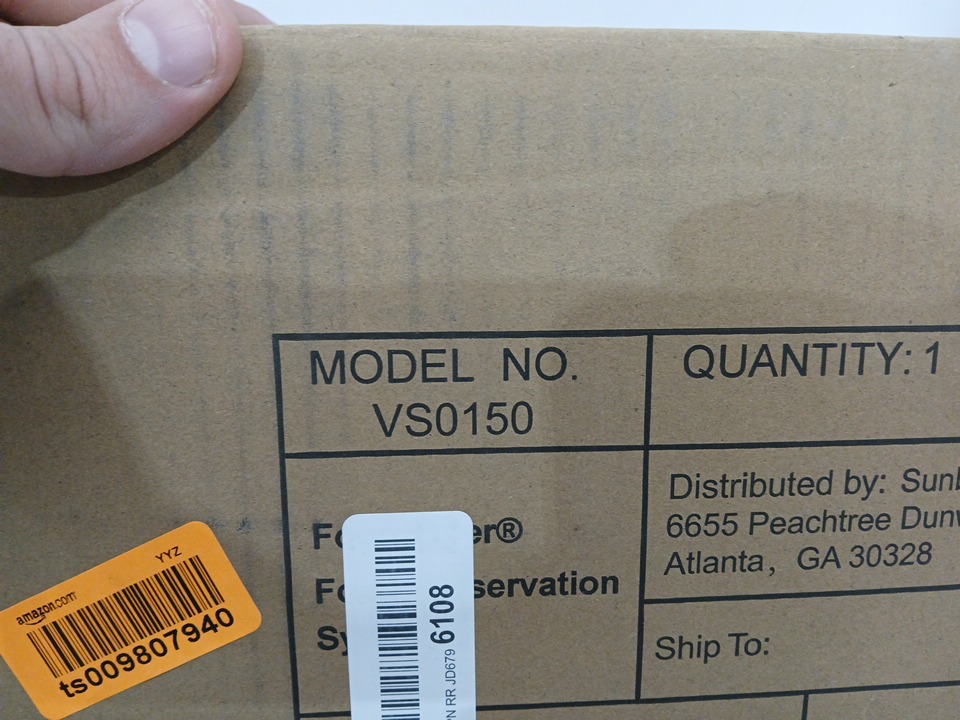 MODEL NO.
VS0150
QUANTITY: 1
Distributed by:
6655 Peachtree
Atlanta, GA 30328
Ship To:
amazon.com
YYZ
ts009807940
6108
RR JD679